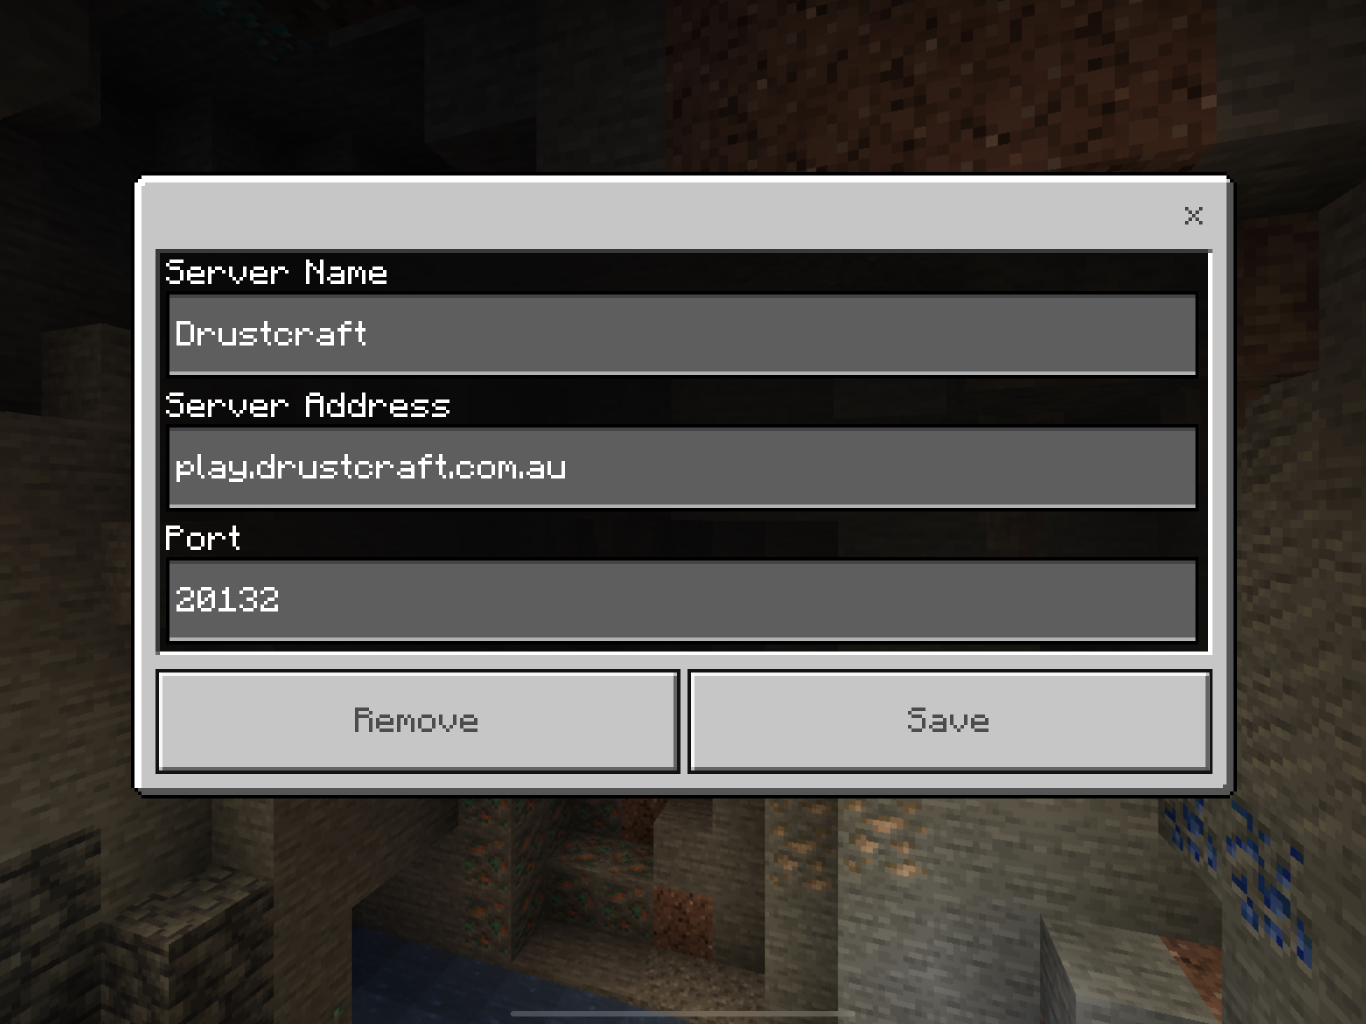 Server Name
Drustcraft
Server Address
play.drustcraft.com.au
Port
20132
Remove
Save